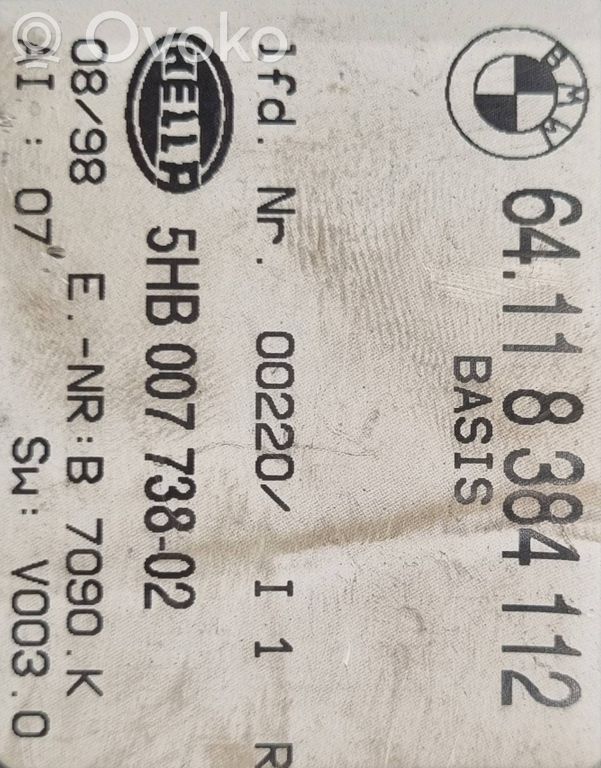 BMW
64.11 8 384 112
BASIS
lfd. Nr. 00220/ I 1 R
HELLA 5HB 007 738-02
08/98 E.-NR:B 7090.K
AI : 07 SW: V003.0
© Ovoko